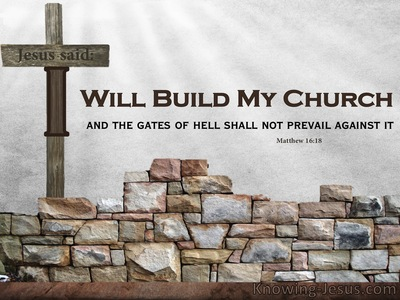 Jesus said:
I WILL BUILD MY CHURCH
AND THE GATES OF HELL SHALL NOT PREVAIL AGAINST IT
Matthew 16:18
Knowing-Jesus.com